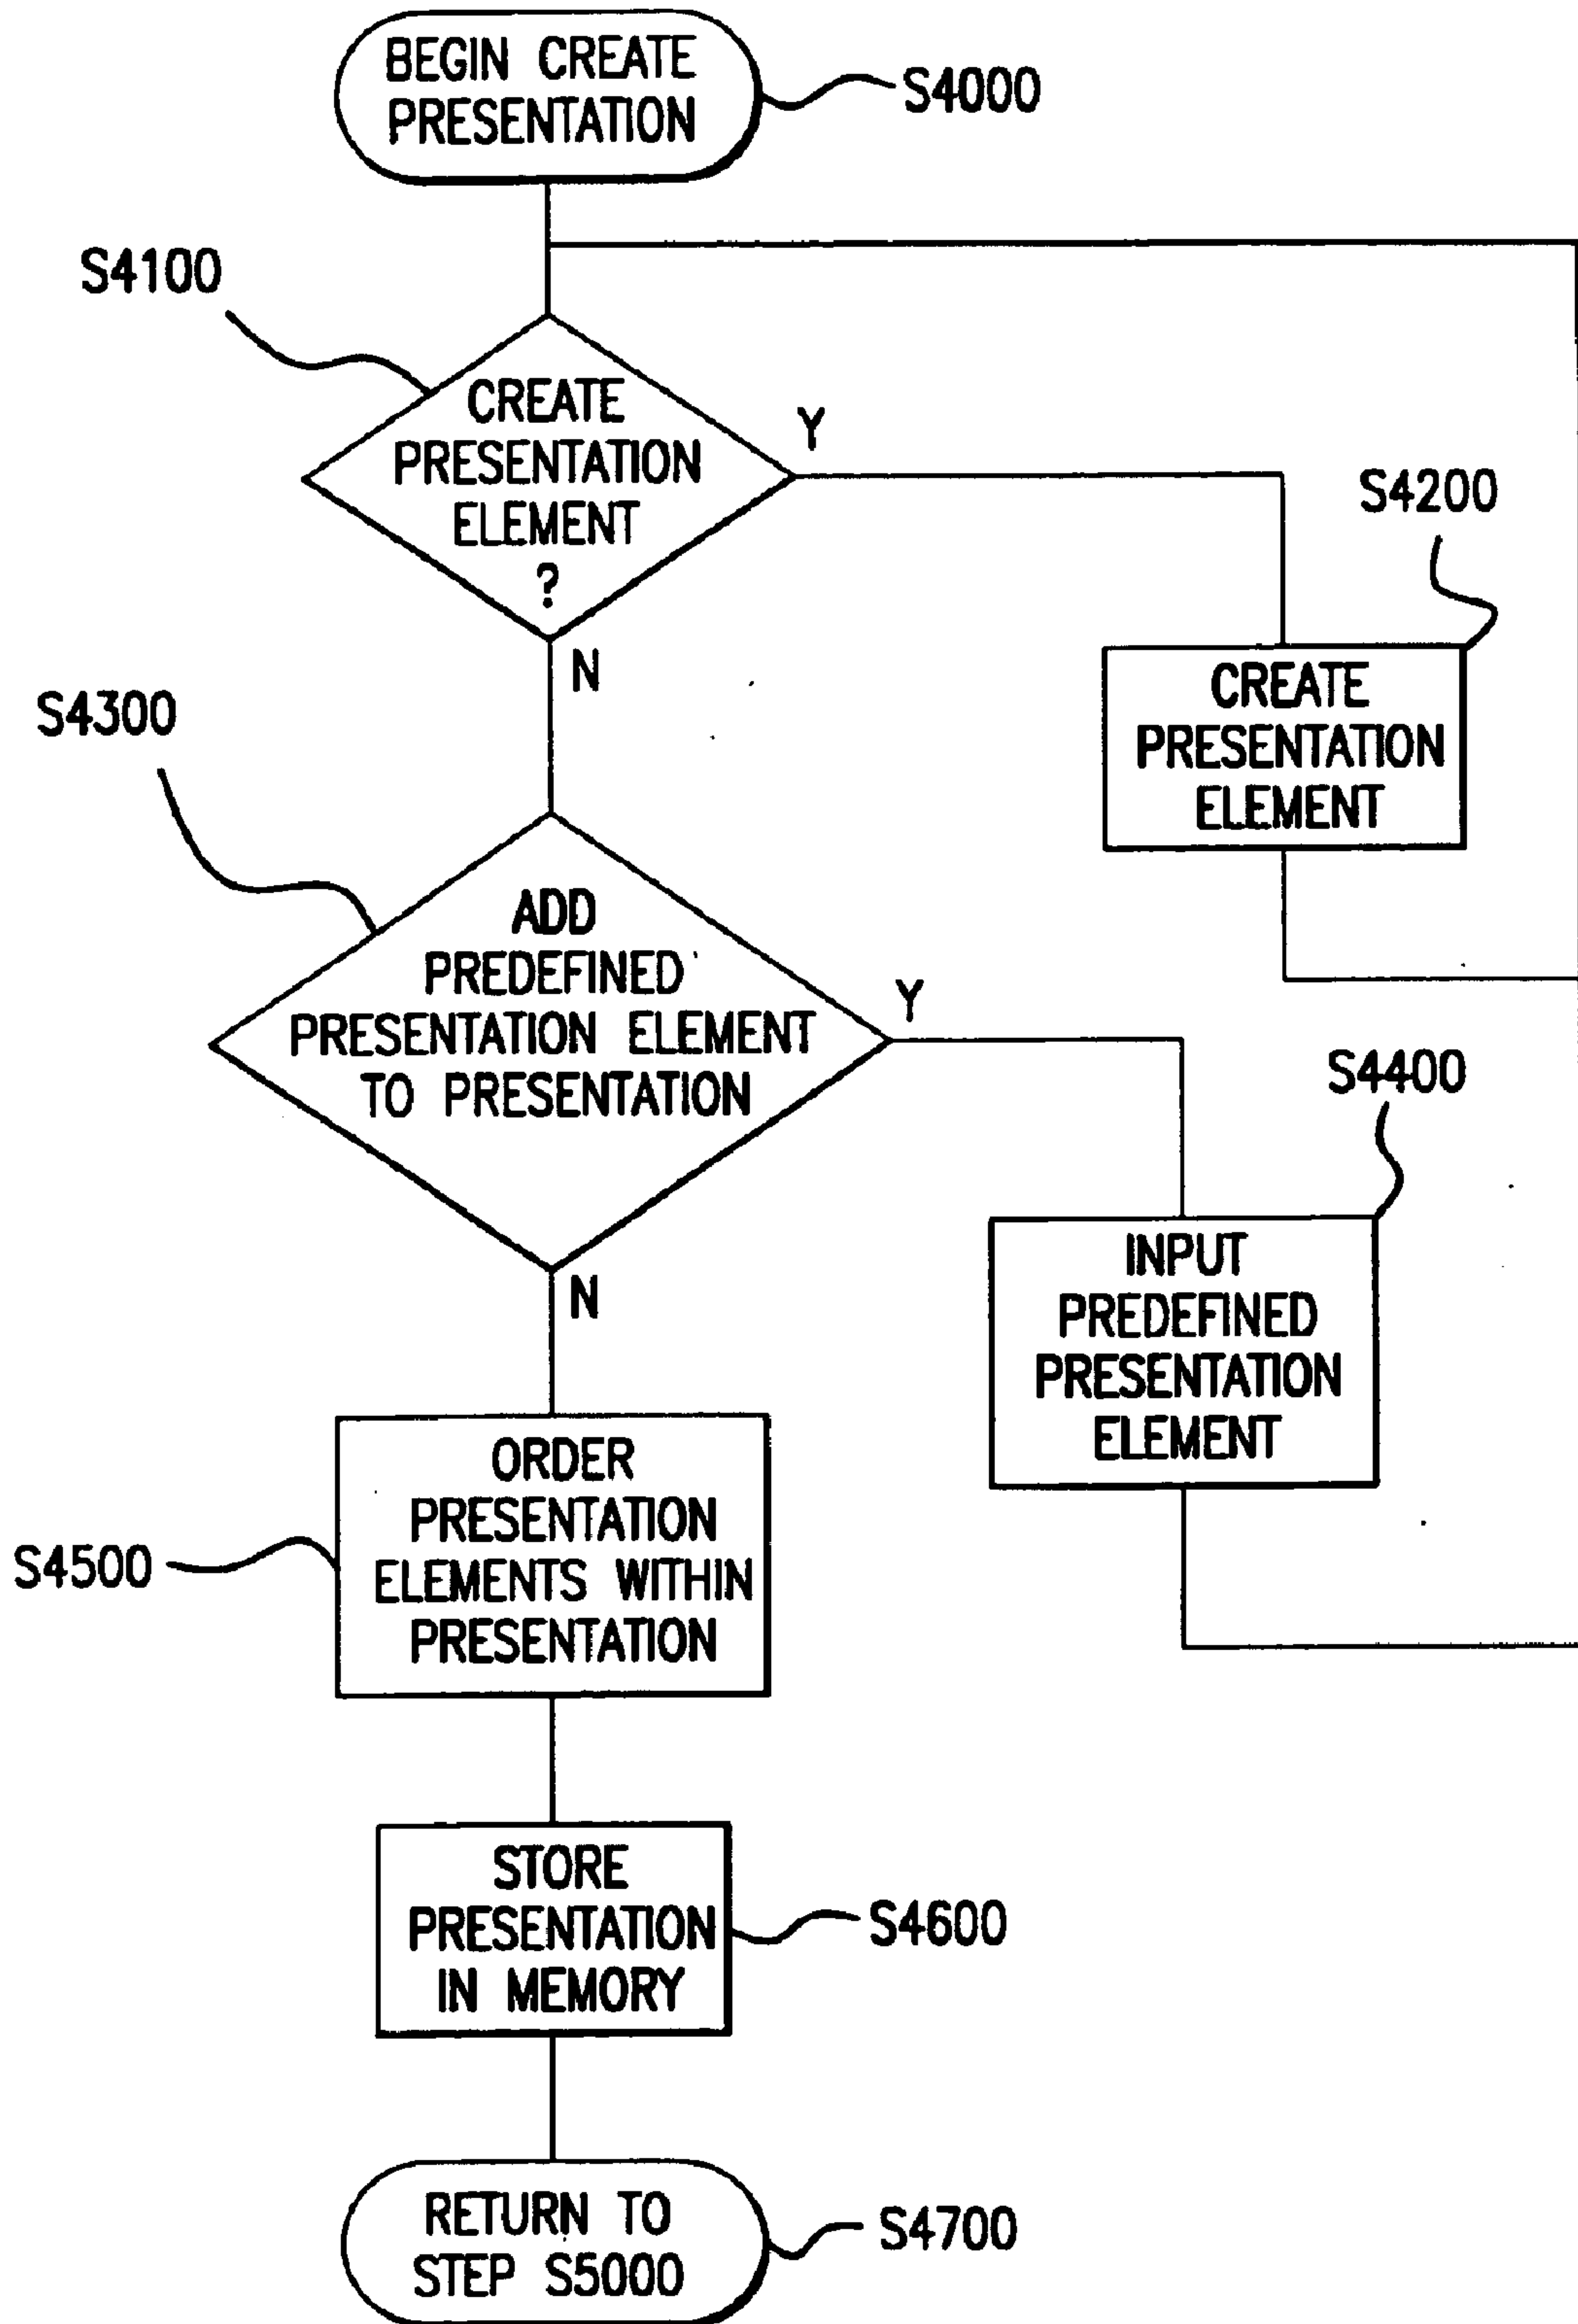 BEGIN CREATE
PRESENTATION
S4000
S4100
CREATE
PRESENTATION
ELEMENT
?
Y
N
S4200
CREATE
PRESENTATION
ELEMENT
S4300
ADD
PREDEFINED
PRESENTATION ELEMENT
TO PRESENTATION
Y
N
S4400
INPUT
PREDEFINED
PRESENTATION
ELEMENT
S4500
ORDER
PRESENTATION
ELEMENTS WITHIN
PRESENTATION
STORE
PRESENTATION
IN MEMORY
S4600
RETURN TO
STEP S5000
S4700